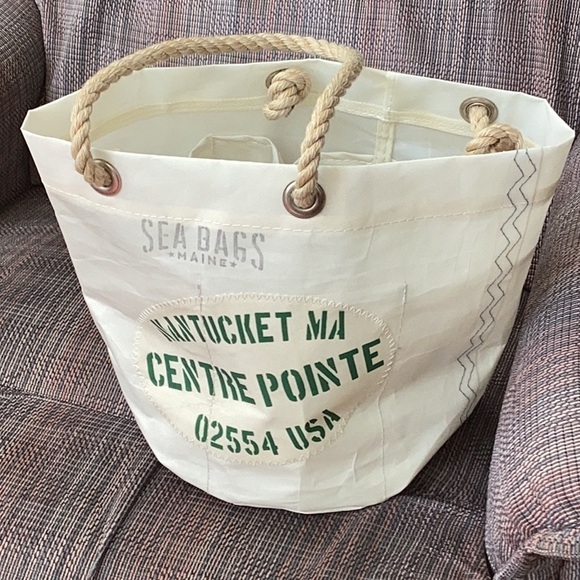 SEA BAGS
★MAINE★
NANTUCKET MA
CENTRE POINTE
02554 USA